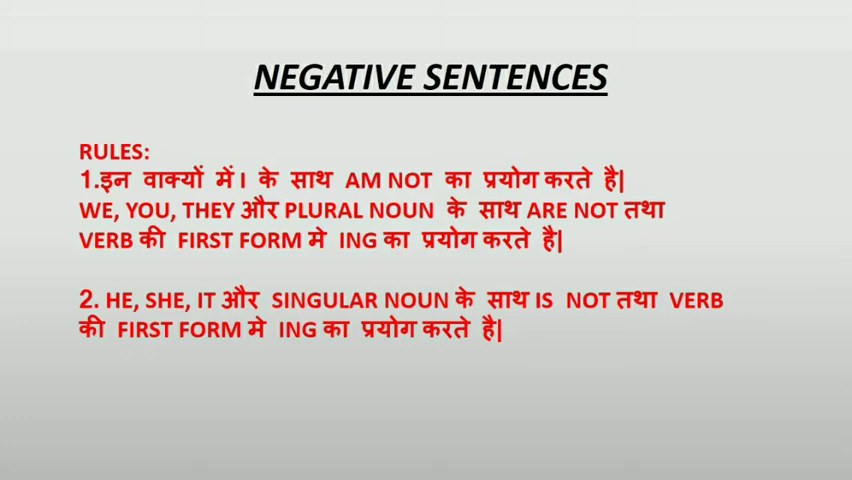 NEGATIVE SENTENCES
RULES:
1.इन वाक्यों में I के साथ AM NOT का प्रयोग करते है|
WE, YOU, THEY और PLURAL NOUN के साथ ARE NOT तथा
VERB की FIRST FORM मे ING का प्रयोग करते है|
2. HE, SHE, IT और SINGULAR NOUN के साथ IS NOT तथा VERB
की FIRST FORM मे ING का प्रयोग करते है|